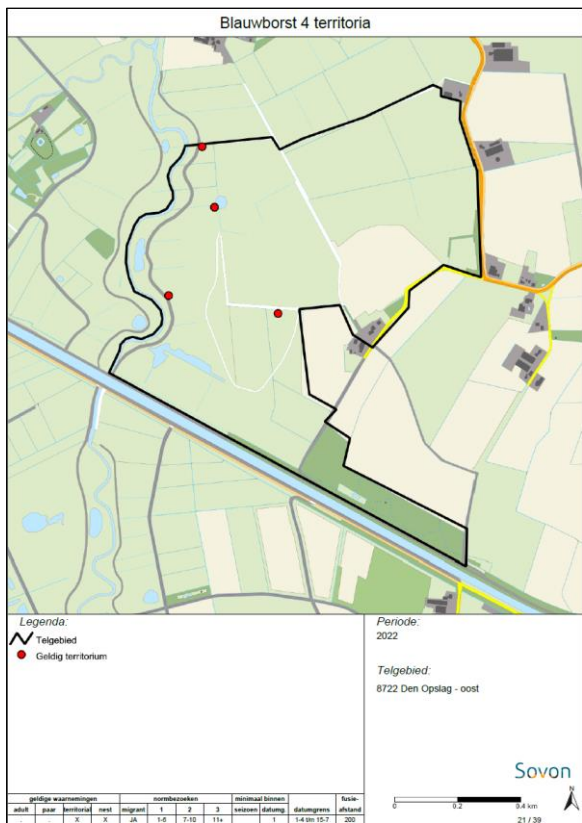 Blauwborst 4 territoria
Legenda:
Telgebied
Geldig territorium
Periode:
2022
Telgebied:
8722 Den Opslag - oost
Sovon
N
0 0.2 0.4 km
21 / 39
geldige waarnemingen normbezoeken minimaal binnen fusie-
adult paar territorial nest migrant 1 2 3 seizoen datumg. datumgrens afstand
. . X X JA 1-6 7-10 11+ 1 1-4 t/m 15-7 200